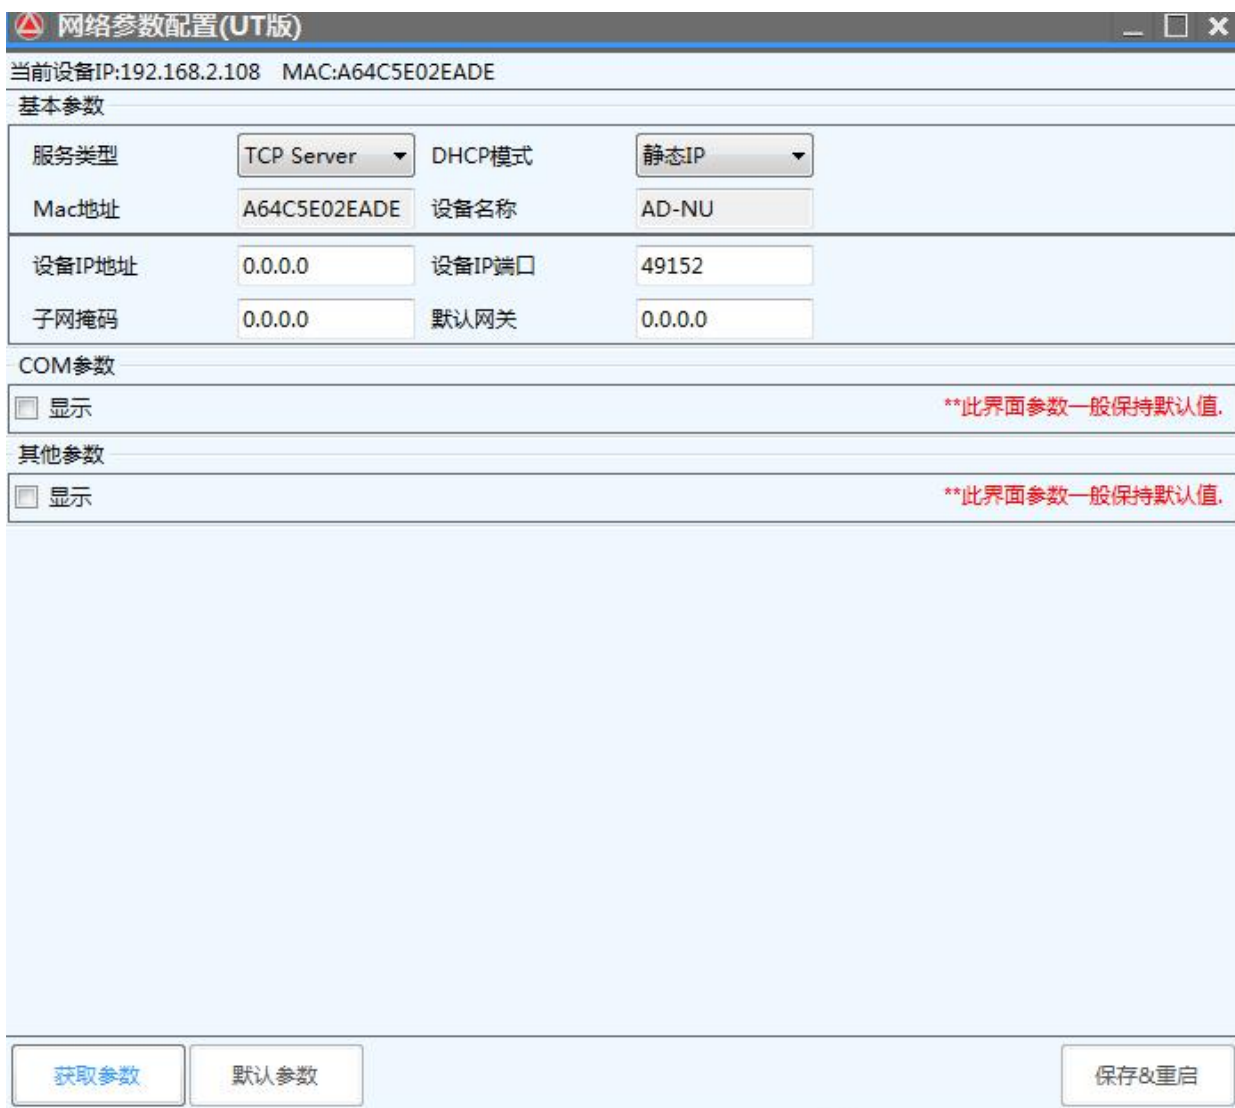 网络参数配置(UT版)
当前设备IP:192.168.2.108 MAC:A64C5E02EADE
基本参数
服务类型 TCP Server DHCP模式 静态IP
Mac地址 A64C5E02EADE 设备名称 AD-NU
设备IP地址 0.0.0.0 设备IP端口 49152
子网掩码 0.0.0.0 默认网关 0.0.0.0
COM参数
显示 **此界面参数一般保持默认值.
其他参数
显示 **此界面参数一般保持默认值.
获取参数 默认参数 保存&重启